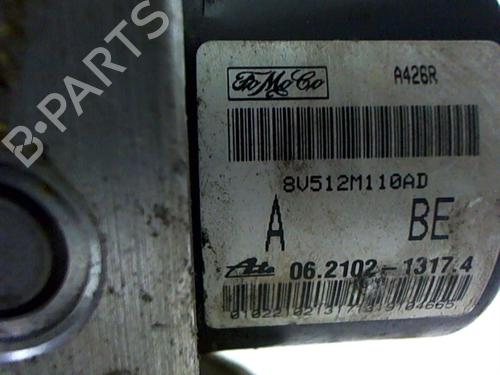 FoMoCo A426R
8V512M110AD
A BE
Ate 06.2102-1317.4
B-PARTS